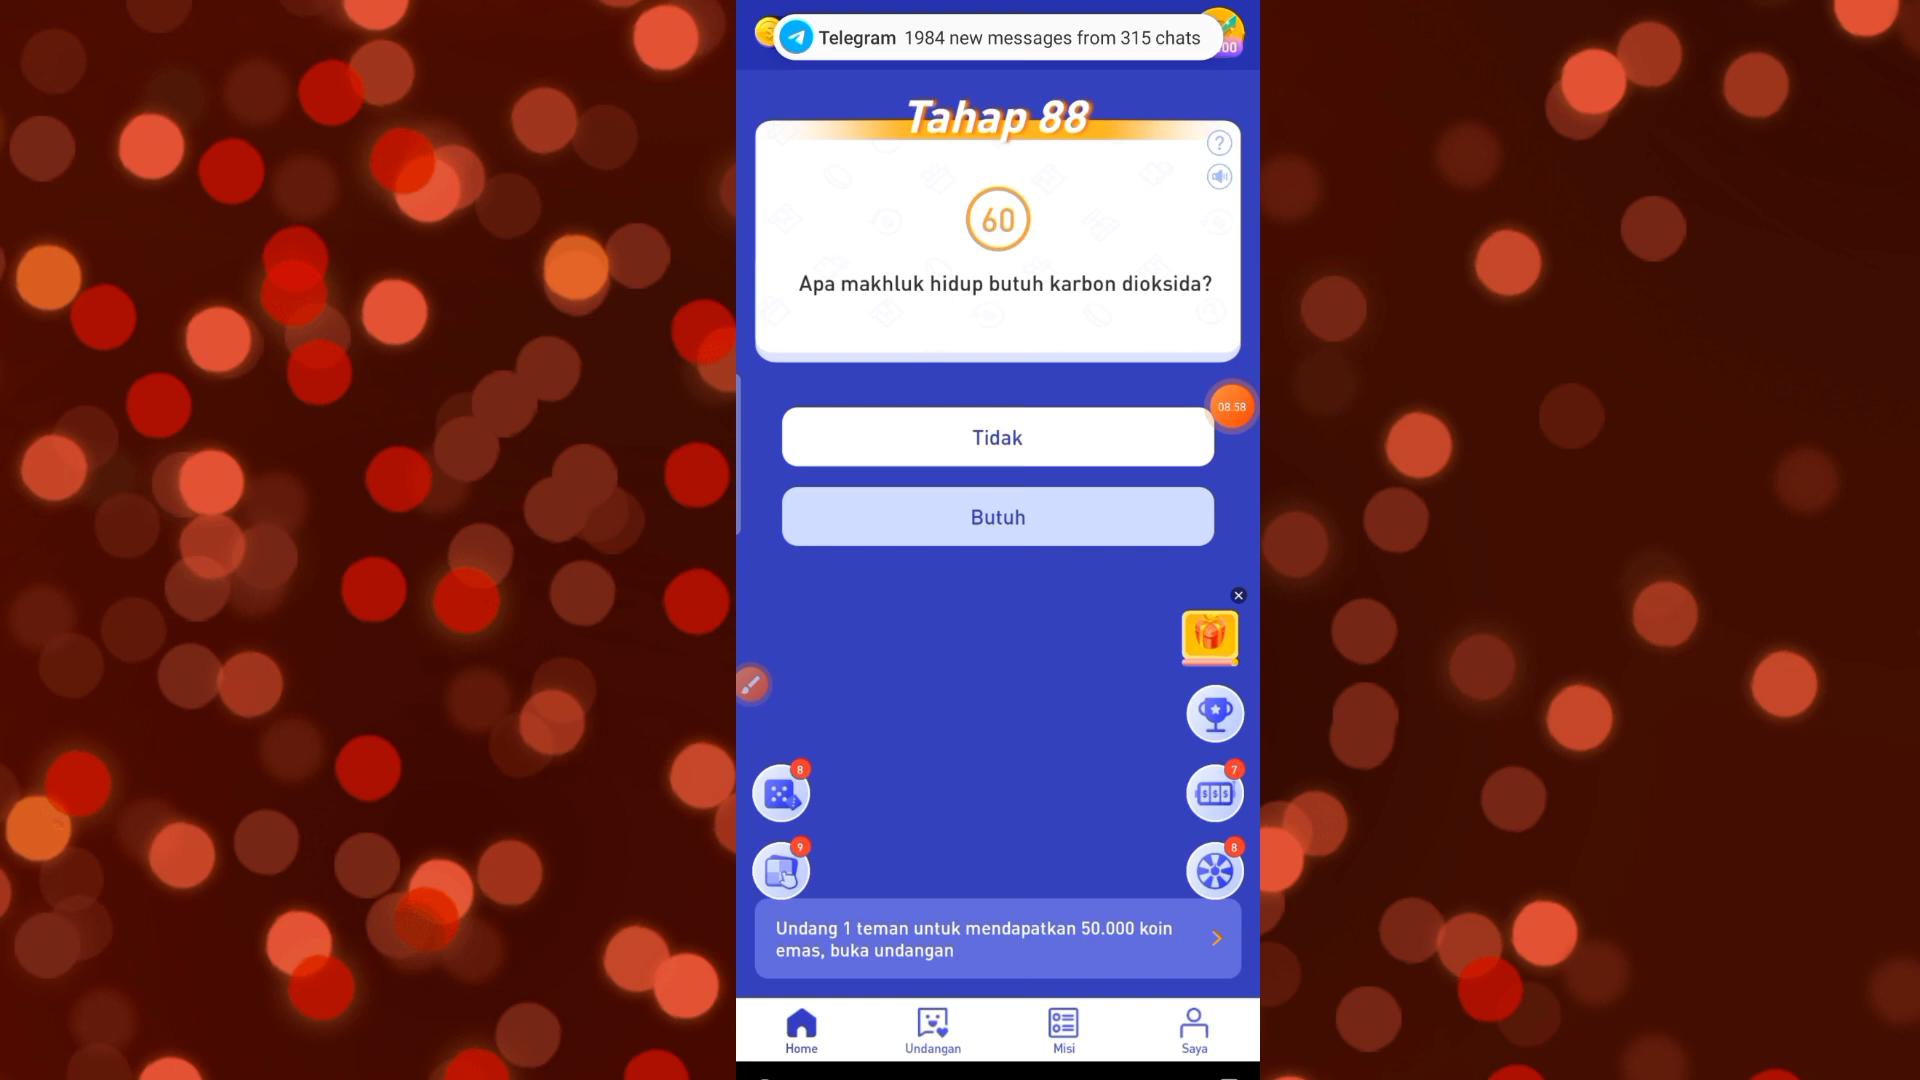 Telegram 1984 new messages from 315 chats
00
Tahap 88
?
60
Apa makhluk hidup butuh karbon dioksida?
08.58
Tidak
Butuh
8
7
$ $ $
9
8
Undang 1 teman untuk mendapatkan 50.000 koin
emas, buka undangan
Home
Undangan
Misi
Saya